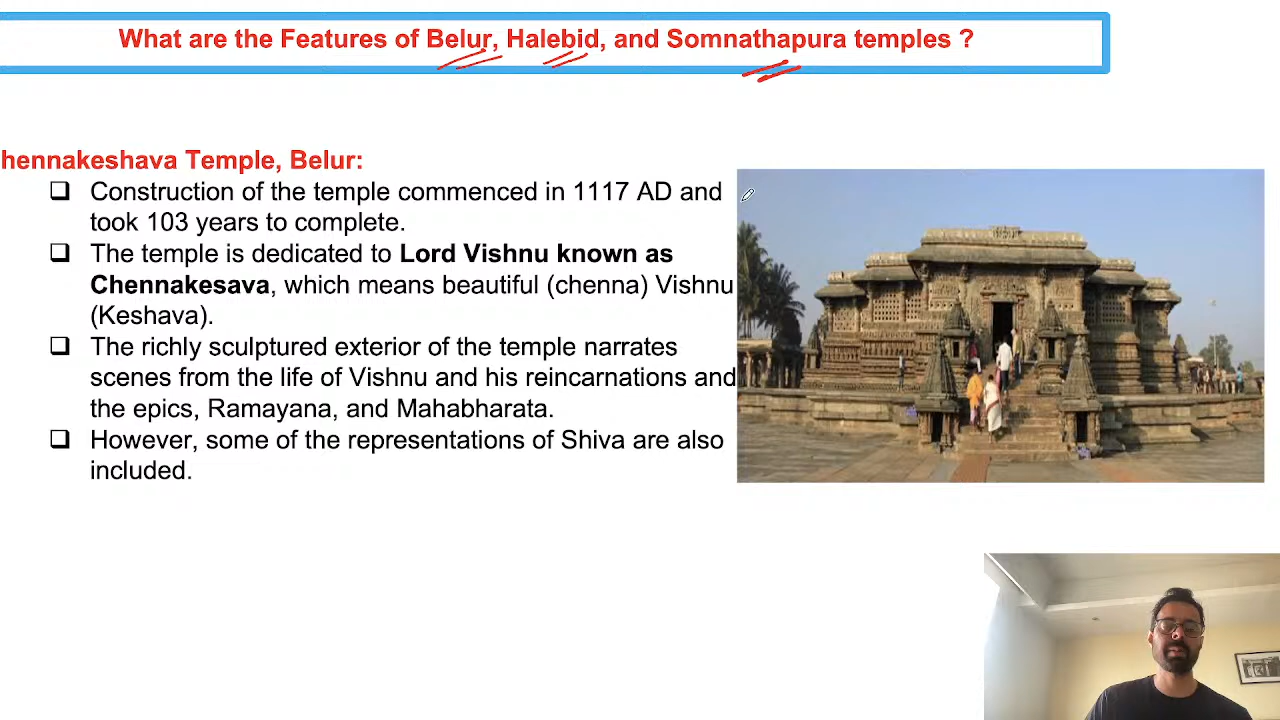 What are the Features of Belur, Halebid, and Somnathapura temples ?
hennakeshava Temple, Belur:
❑ Construction of the temple commenced in 1117 AD and
took 103 years to complete.
❑ The temple is dedicated to Lord Vishnu known as
Chennakesava, which means beautiful (chenna) Vishnu
(Keshava).
❑ The richly sculptured exterior of the temple narrates
scenes from the life of Vishnu and his reincarnations and
the epics, Ramayana, and Mahabharata.
❑ However, some of the representations of Shiva are also
included.